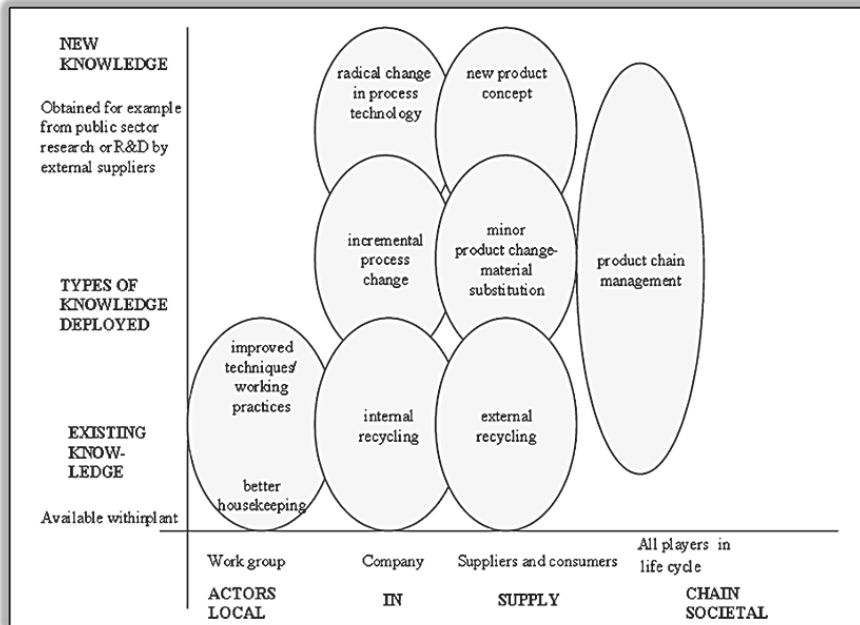 NEW
KNOWLEDGE
Obtained for example
from public sector
research or R&D by
external suppliers
TYPES OF
KNOWLEDGE
DEPLOYED
EXISTING
KNOW-
LEDGE
Available withinplant
radical change
in process
technology
new product
concept
incremental
process
change
minor
product change-
material
substitution
product chain
management
improved
techniques/
working
practices
internal
recycling
external
recycling
better
housekeeping
Work group
Company
Suppliers and consumers
All players in
life cycle
ACTORS
LOCAL
IN
SUPPLY
CHAIN
SOCIETAL